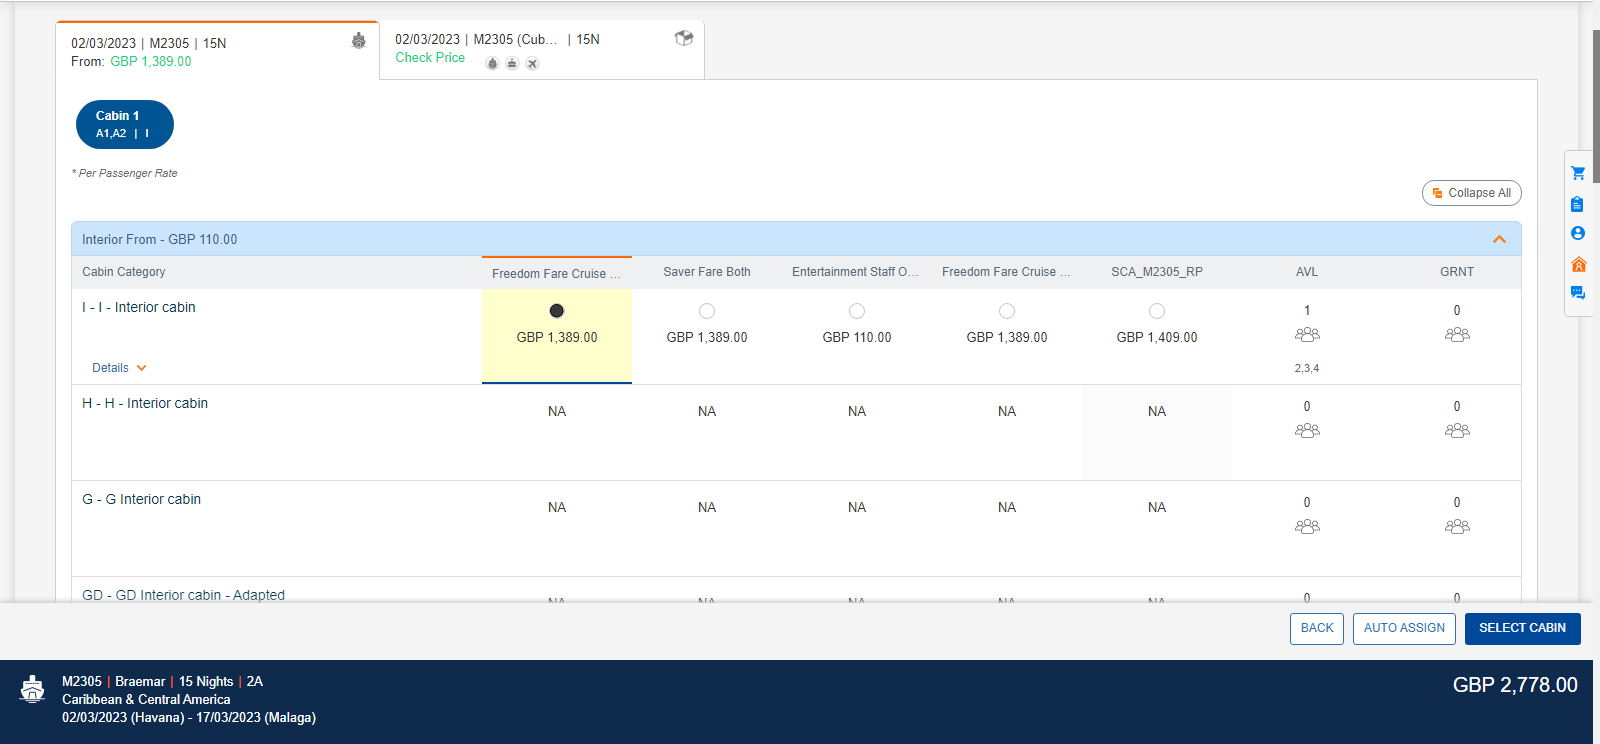 02/03/2023 | M2305 | 15N
From: GBP 1,389.00
02/03/2023 | M2305 (Cub... | 15N
Check Price
Cabin 1
A1,A2 | I
* Per Passenger Rate
Collapse All
Interior From - GBP 110.00
Cabin Category Freedom Fare Cruise ... Saver Fare Both Entertainment Staff O... Freedom Fare Cruise ... SCA_M2305_RP AVL GRNT
I - I - Interior cabin 1 0
GBP 1,389.00 GBP 1,389.00 GBP 110.00 GBP 1,389.00 GBP 1,409.00
Details 2,3,4
H - H - Interior cabin NA NA NA NA NA 0 0
G - G Interior cabin NA NA NA NA NA 0 0
GD - GD Interior cabin - Adapted NA NA NA NA NA 0 0
BACK AUTO ASSIGN SELECT CABIN
M2305 | Braemar | 15 Nights | 2A
Caribbean & Central America
02/03/2023 (Havana) - 17/03/2023 (Malaga)
GBP 2,778.00